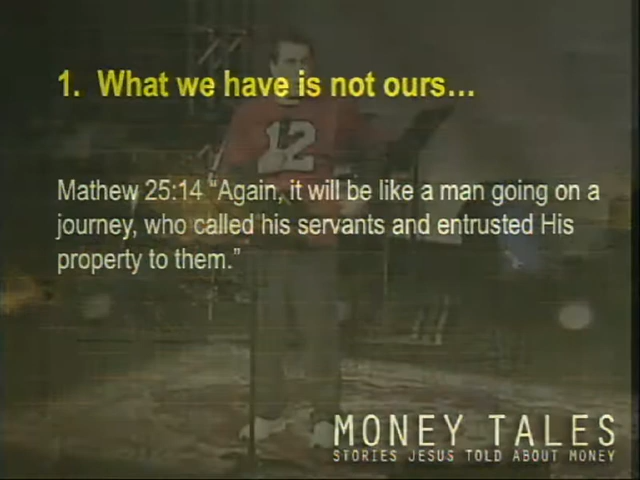 1. What we have is not ours...
12
Mathew 25:14 "Again, it will be like a man going on a
journey, who called his servants and entrusted His
property to them."
MONEY TALES
STORIES JESUS TOLD ABOUT MONEY